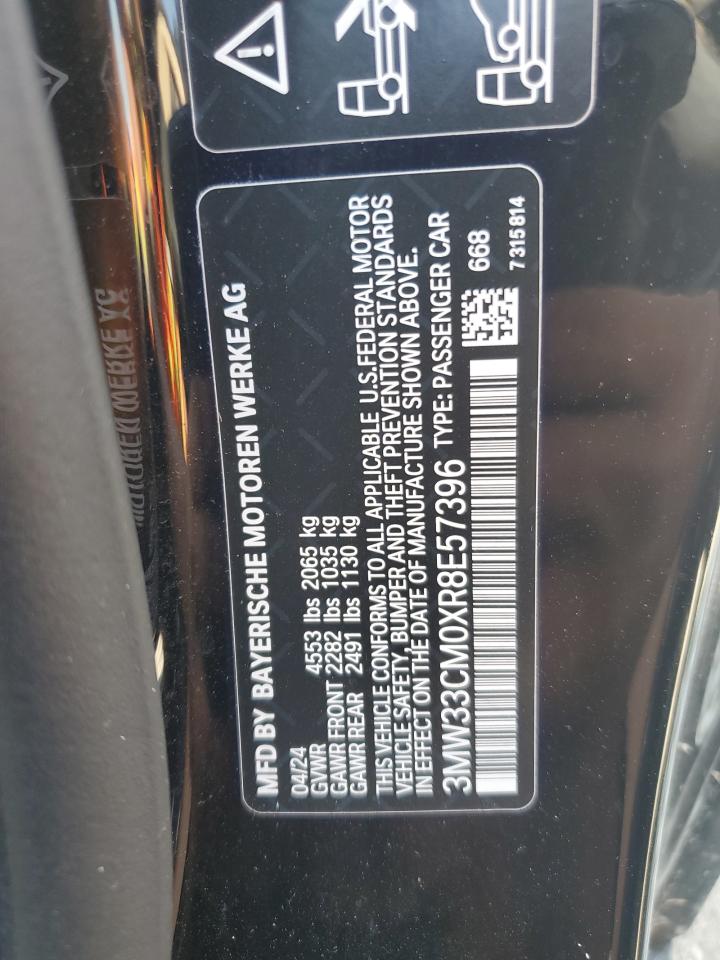 MFD BY BAYERISCHE MOTOREN WERKE AG
04/24
GVWR 4553 lbs 2065 kg
GAWR FRONT 2282 lbs 1035 kg
GAWR REAR 2491 lbs 1130 kg
THIS VEHICLE CONFORMS TO ALL APPLICABLE U.S.FEDERAL MOTOR
VEHICLE SAFETY, BUMPER AND THEFT PREVENTION STANDARDS
IN EFFECT ON THE DATE OF MANUFACTURE SHOWN ABOVE.
3MW33CM0XR8E57396 TYPE: PASSENGER CAR
668
7 315 814